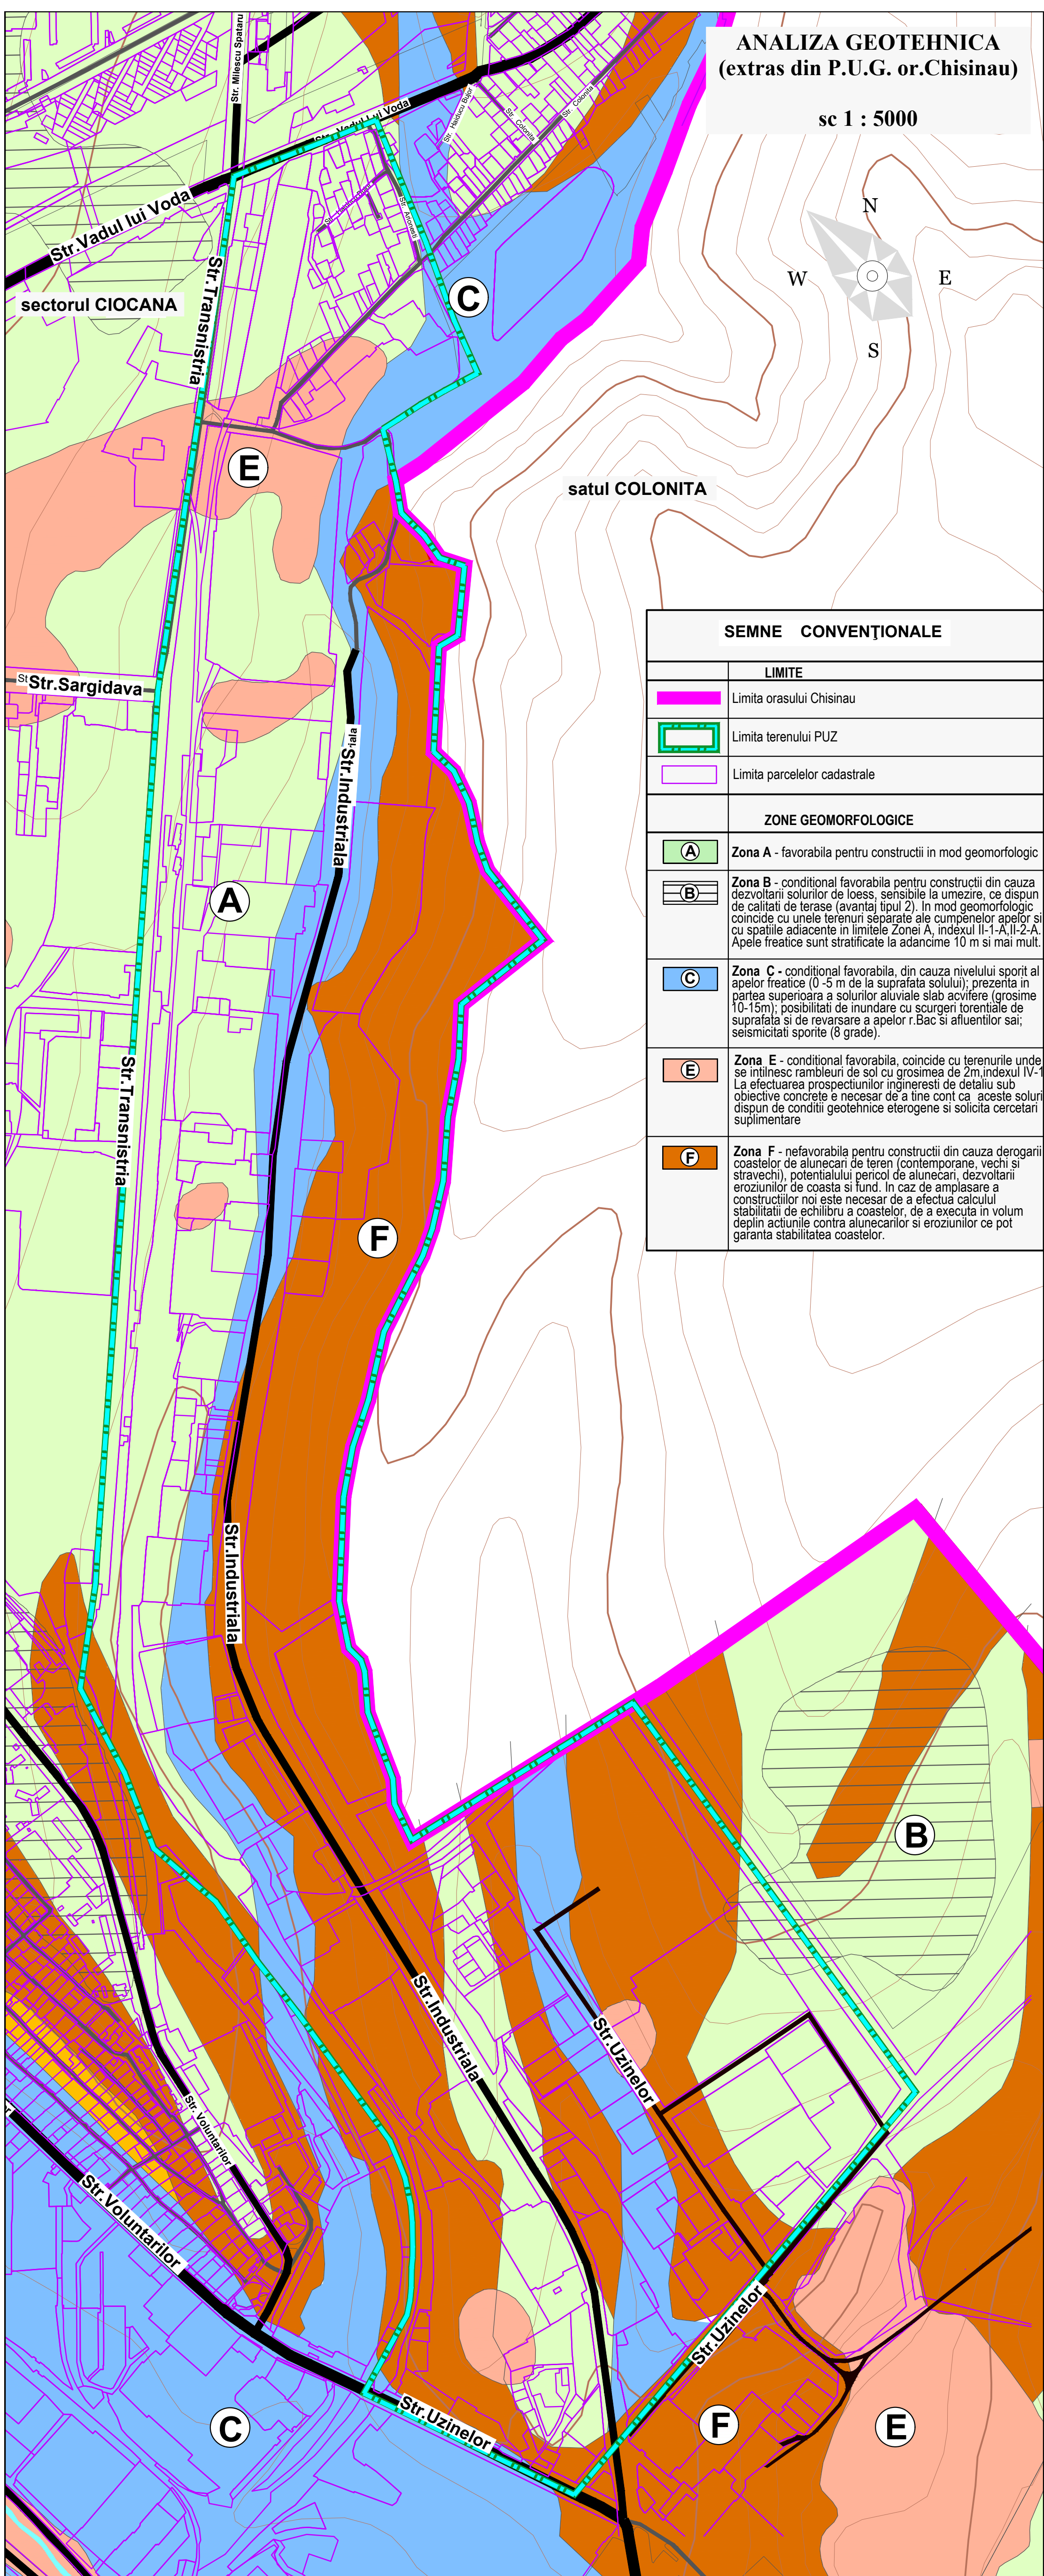 ANALIZA GEOTEHNICA
(extras din P.U.G. or.Chisinau)
sc 1 : 5000
N
W
E
S
Str. Milescu Spataru
Str. Vadul lui Voda
Str. Haiducu Bujor
Str. Colonita
Str. Colonita
Str.Vadul lui Voda
Str.Transnistria
sectorul CIOCANA
C
E
satul COLONITA
Str.Sargidava
Str.Industriala
A
Str.Transnistria
F
Str.Industriala
SEMNE CONVENŢIONALE
LIMITE
Limita orasului Chisinau
Limita terenului PUZ
Limita parcelelor cadastrale
ZONE GEOMORFOLOGICE
A
Zona A - favorabila pentru constructii in mod geomorfologic
B
Zona B - conditional favorabila pentru constructii din cauza
dezvoltarii solurilor de loess, sensibile la umezire, ce dispun
de calitati de terase (avantaj tipul 2). In mod geomorfologic
coincide cu unele terenuri separate ale cumpenelor apelor si
cu spatiile adiacente in limitele Zonei A, indexul II-1-A,II-2-A.
Apele freatice sunt stratificate la adancime 10 m si mai mult.
C
Zona C - conditional favorabila, din cauza nivelului sporit al
apelor freatice (0 -5 m de la suprafata solului); prezenta in
partea superioara a solurilor aluviale slab acvifere (grosime
10-15m); posibilitati de inundare cu scurgeri torentiale de
suprafata si de revarsare a apelor r.Bac si afluentilor sai;
seismicitati sporite (8 grade).
E
Zona E - conditional favorabila, coincide cu terenurile unde
se intilnesc rambleuri de sol cu grosimea de 2m,indexul IV-1
La efectuarea prospectiunilor ingineresti de detaliu sub
obiective concrete e necesar de a tine cont ca aceste soluri
dispun de conditii geotehnice eterogene si solicita cercetari
suplimentare
F
Zona F - nefavorabila pentru constructii din cauza derogarii
coastelor de alunecari de teren (contemporane, vechi si
stravechi), potentialului pericol de alunecari, dezvoltarii
eroziunilor de coasta si fund. In caz de amplasare a
constructiilor noi este necesar de a efectua calculul
stabilitatii de echilibru a coastelor, de a executa in volum
deplin actiunile contra alunecarilor si eroziunilor ce pot
garanta stabilitatea coastelor.
B
Str.Industriala
Str.Uzinelor
Str. Voluntarilor
Str.Voluntarilor
Str.Uzinelor
Str.Uzinelor
C
F
E